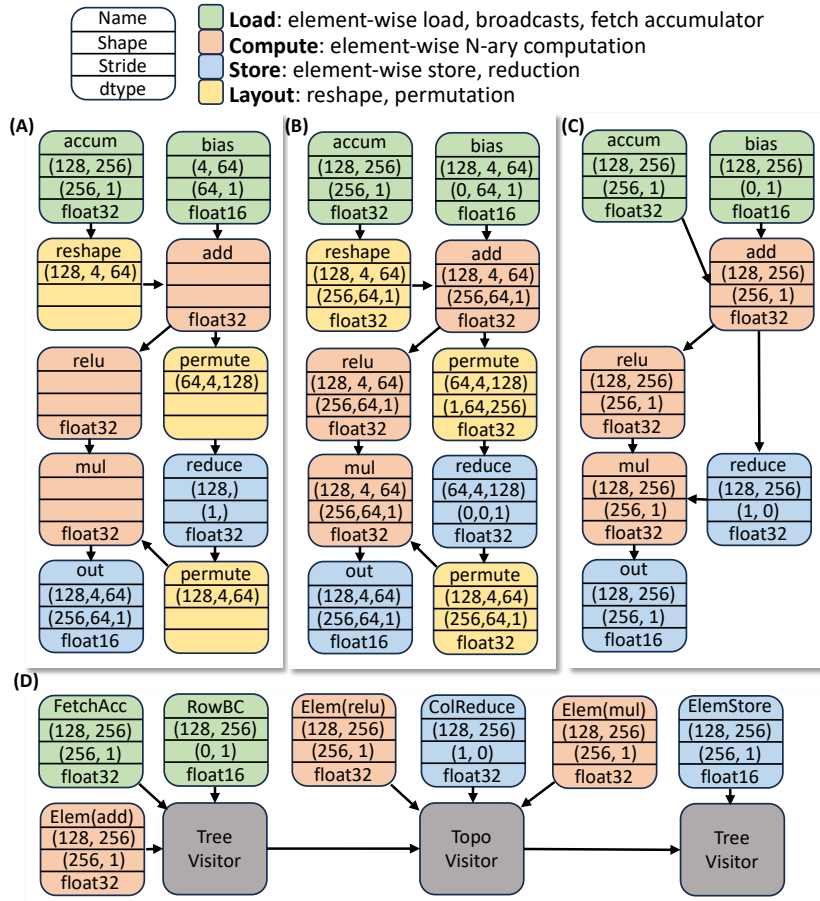 Name
Shape
Stride
dtype
Load: element-wise load, broadcasts, fetch accumulator
Compute: element-wise N-ary computation
Store: element-wise store, reduction
Layout: reshape, permutation
(A)
accum
(128, 256)
(256, 1)
float32
bias
(4, 64)
(64, 1)
float16
reshape
(128, 4, 64)
add
float32
relu
float32
permute
(64,4,128)
mul
float32
reduce
(128,)
(1,)
float32
out
(128,4,64)
(256,64,1)
float16
permute
(128,4,64)
(B)
accum
(128, 256)
(256, 1)
float32
bias
(128, 4, 64)
(0, 64, 1)
float16
reshape
(128, 4, 64)
(256,64,1)
float32
add
(128, 4, 64)
(256,64,1)
float32
relu
(128, 4, 64)
(256,64,1)
float32
permute
(64,4,128)
(1,64,256)
float32
mul
(128, 4, 64)
(256,64,1)
float32
reduce
(64,4,128)
(0,0,1)
float32
out
(128,4,64)
(256,64,1)
float16
permute
(128,4,64)
(256,64,1)
float32
(C)
accum
(128, 256)
(256, 1)
float32
bias
(128, 256)
(0, 1)
float16
add
(128, 256)
(256, 1)
float32
relu
(128, 256)
(256, 1)
float32
mul
(128, 256)
(256, 1)
float32
reduce
(128, 256)
(1, 0)
float32
out
(128, 256)
(256, 1)
float16
(D)
FetchAcc
(128, 256)
(256, 1)
float32
RowBC
(128, 256)
(0, 1)
float16
Elem(relu)
(128, 256)
(256, 1)
float32
ColReduce
(128, 256)
(1, 0)
float32
Elem(mul)
(128, 256)
(256, 1)
float32
ElemStore
(128, 256)
(256, 1)
float16
Elem(add)
(128, 256)
(256, 1)
float32
Tree
Visitor
Topo
Visitor
Tree
Visitor